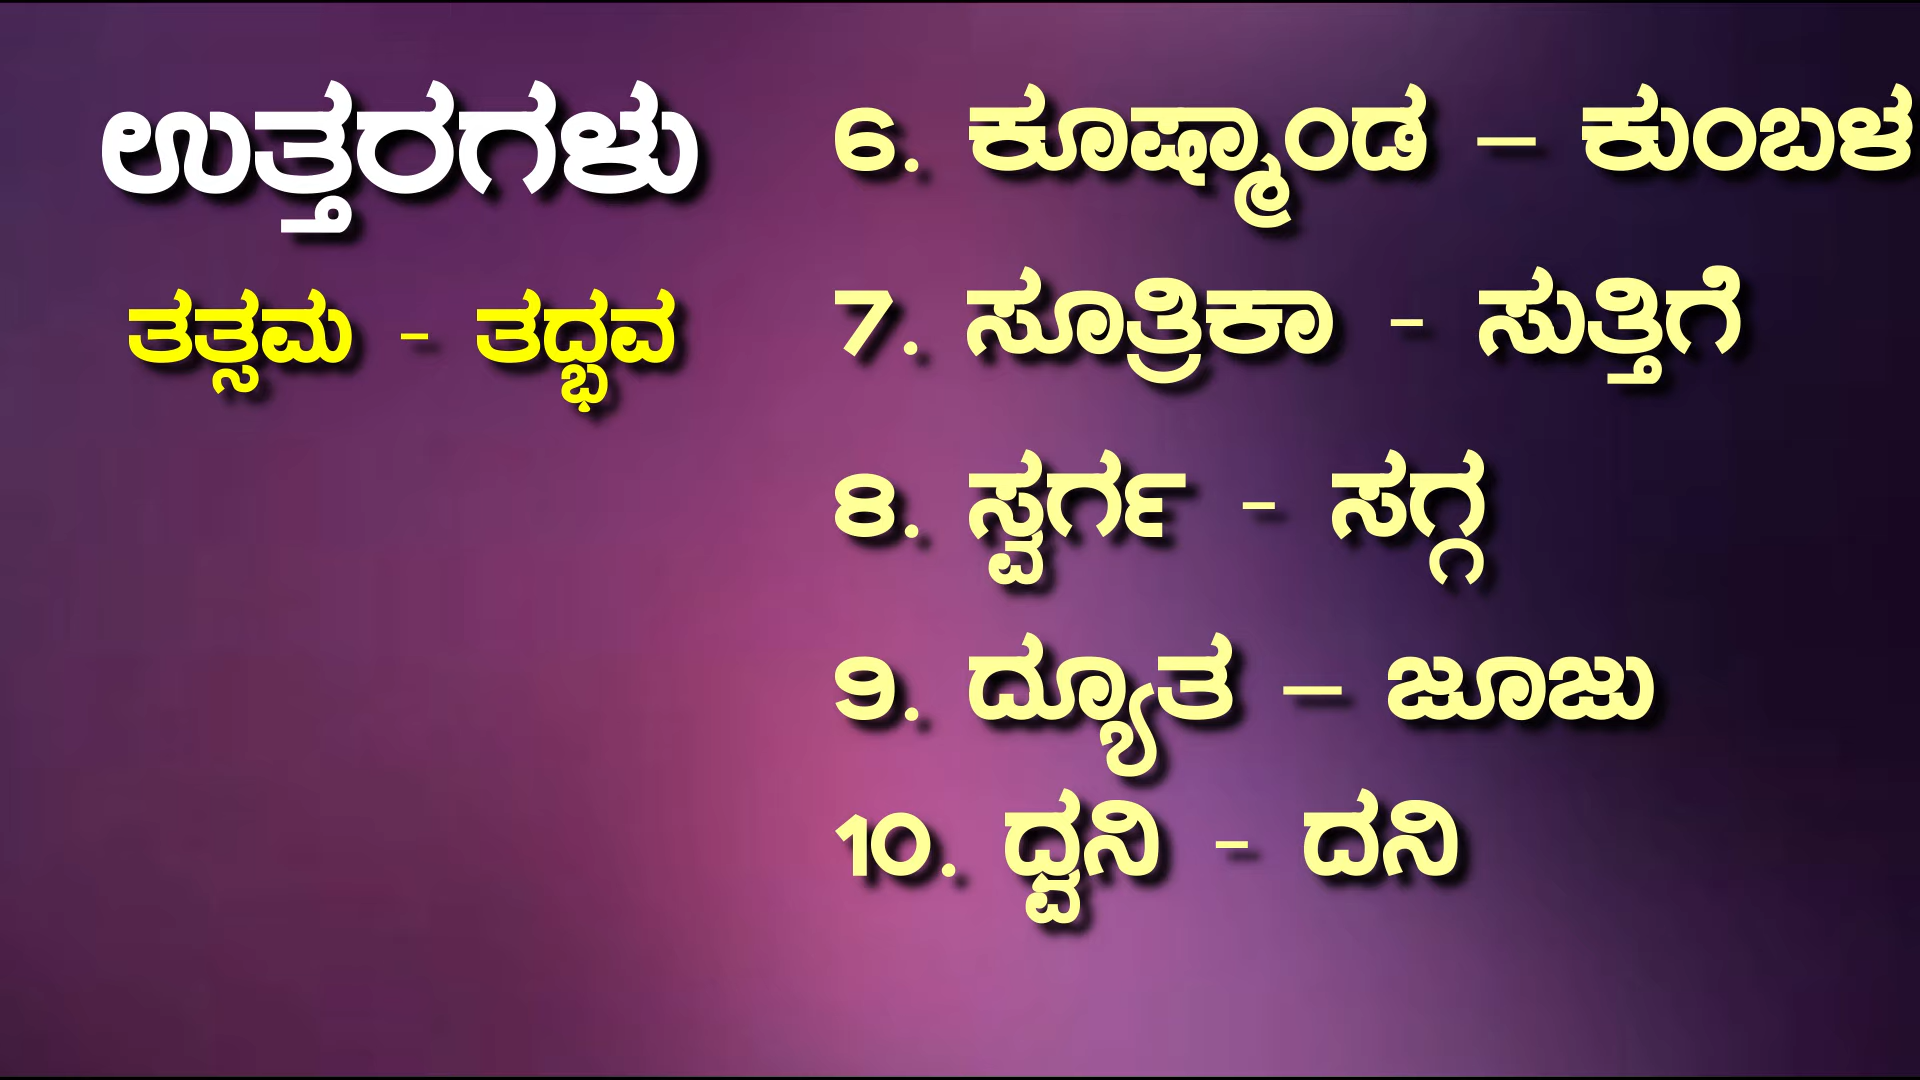 ಉತ್ತರಗಳು
ತತ್ಸಮ - ತದ್ಭವ
6. ಕೂಷ್ಮಾಂಡ – ಕುಂಬಳ
7. ಸೂತ್ರಿಕಾ - ಸುತ್ತಿಗೆ
8. ಸ್ವರ್ಗ - ಸಗ್ಗ
9. ದ್ಯೂತ – ಜೂಜು
10. ಧ್ವನಿ - ದನಿ